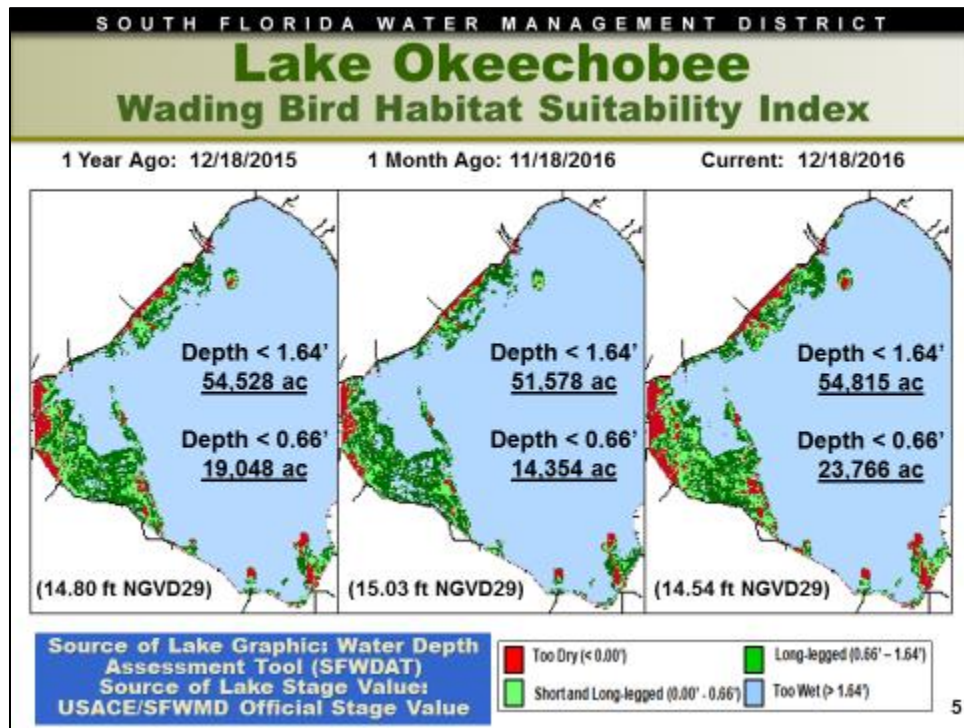 SOUTH FLORIDA WATER MANAGEMENT DISTRICT
Lake Okeechobee
Wading Bird Habitat Suitability Index
1 Year Ago: 12/18/2015
1 Month Ago: 11/18/2016
Current: 12/18/2016
Depth < 1.64'
54,528 ac
Depth < 0.66'
19,048 ac
(14.80 ft NGVD29)
Depth < 1.64'
51,578 ac
Depth < 0.66'
14,354 ac
(15.03 ft NGVD29)
Depth < 1.64'
54,815 ac
Depth < 0.66'
23,766 ac
(14.54 ft NGVD29)
Source of Lake Graphic: Water Depth
Assessment Tool (SFWDAT)
Source of Lake Stage Value:
USACE/SFWMD Official Stage Value
Too Dry (< 0.00')
Long-legged (0.66' – 1.64')
Short and Long-legged (0.00' - 0.66')
Too Wet (> 1.64')
5